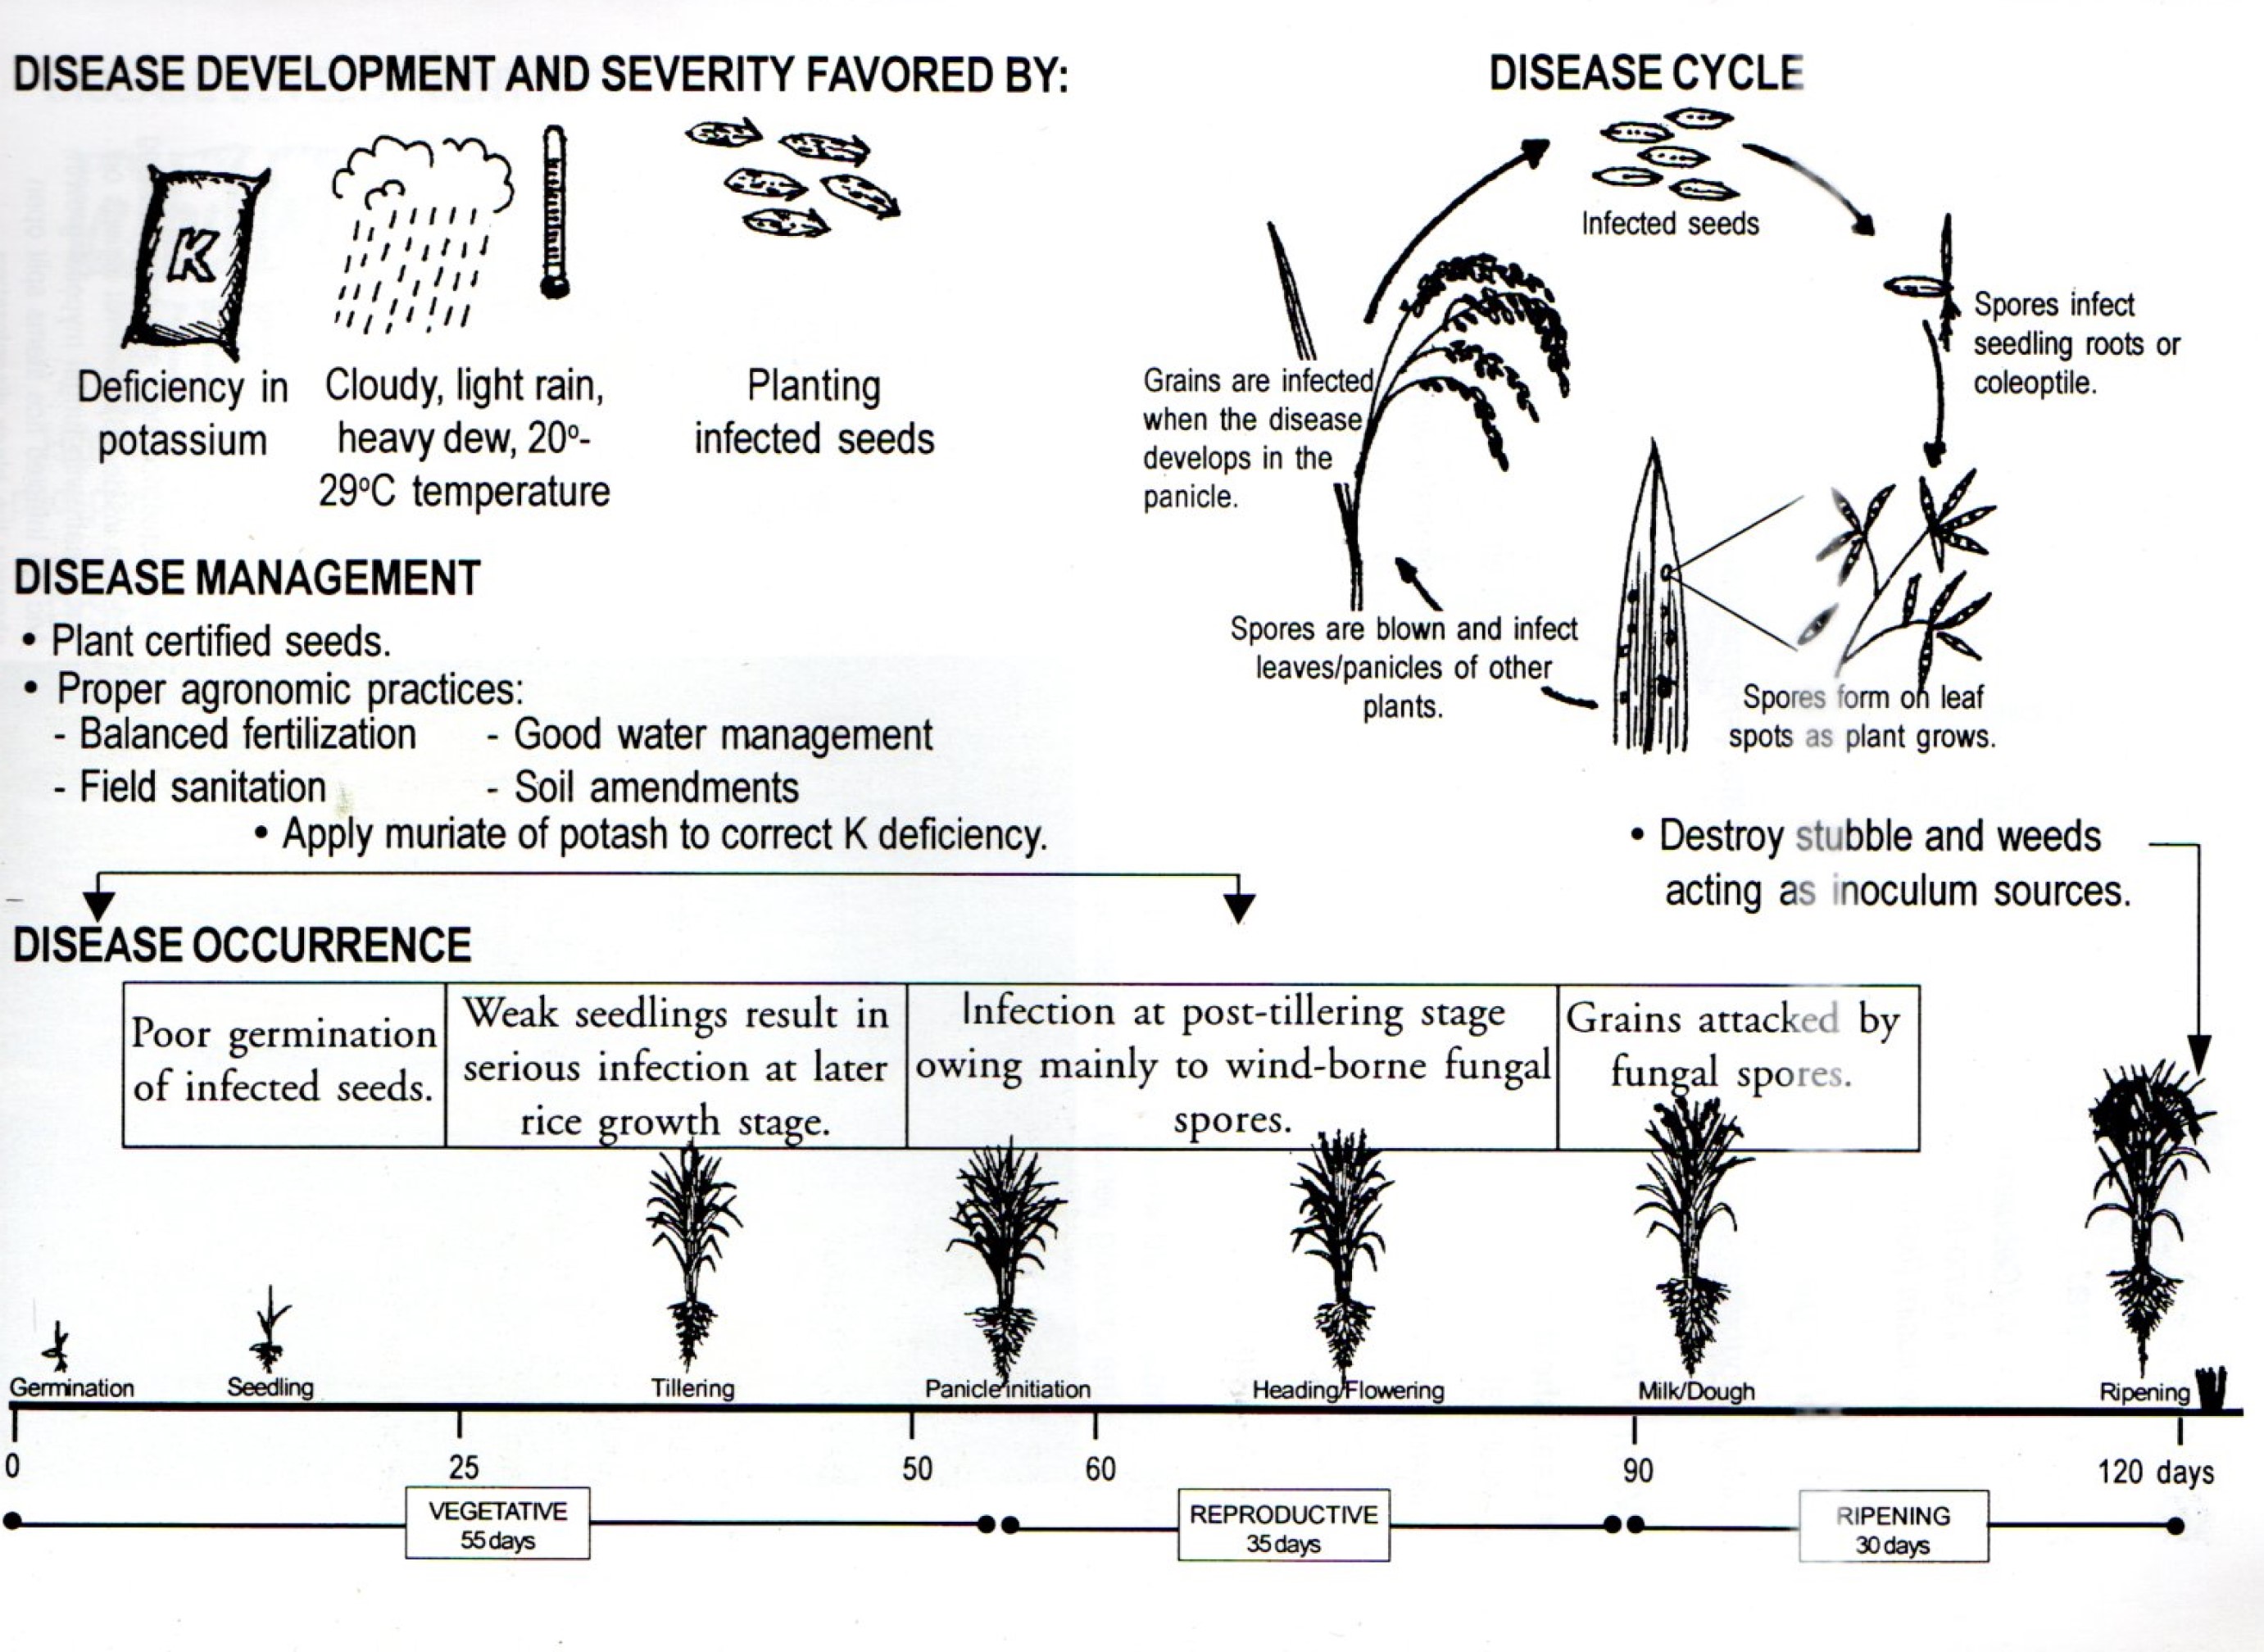 DISEASE DEVELOPMENT AND SEVERITY FAVORED BY:
K
Deficiency in
potassium
Cloudy, light rain,
heavy dew, 20º-
29ºC temperature
Planting
infected seeds
DISEASE CYCLE
Infected seeds
Spores infect
seedling roots or
coleoptile.
Spores form on leaf
spots as plant grows.
Spores are blown and infect
leaves/panicles of other
plants.
Grains are infected
when the disease
develops in the
panicle.
DISEASE MANAGEMENT
• Plant certified seeds.
• Proper agronomic practices:
- Balanced fertilization - Good water management
- Field sanitation - Soil amendments
• Apply muriate of potash to correct K deficiency.
• Destroy stubble and weeds
acting as inoculum sources.
DISEASE OCCURRENCE
Poor germination
of infected seeds.
Weak seedlings result in
serious infection at later
rice growth stage.
Infection at post-tillering stage
owing mainly to wind-borne fungal
spores.
Grains attacked by
fungal spores.
Germination Seedling Tillering Panicle initiation Heading/Flowering Milk/Dough Ripening
0 25 50 60 90 120 days
VEGETATIVE
55 days
REPRODUCTIVE
35 days
RIPENING
30 days